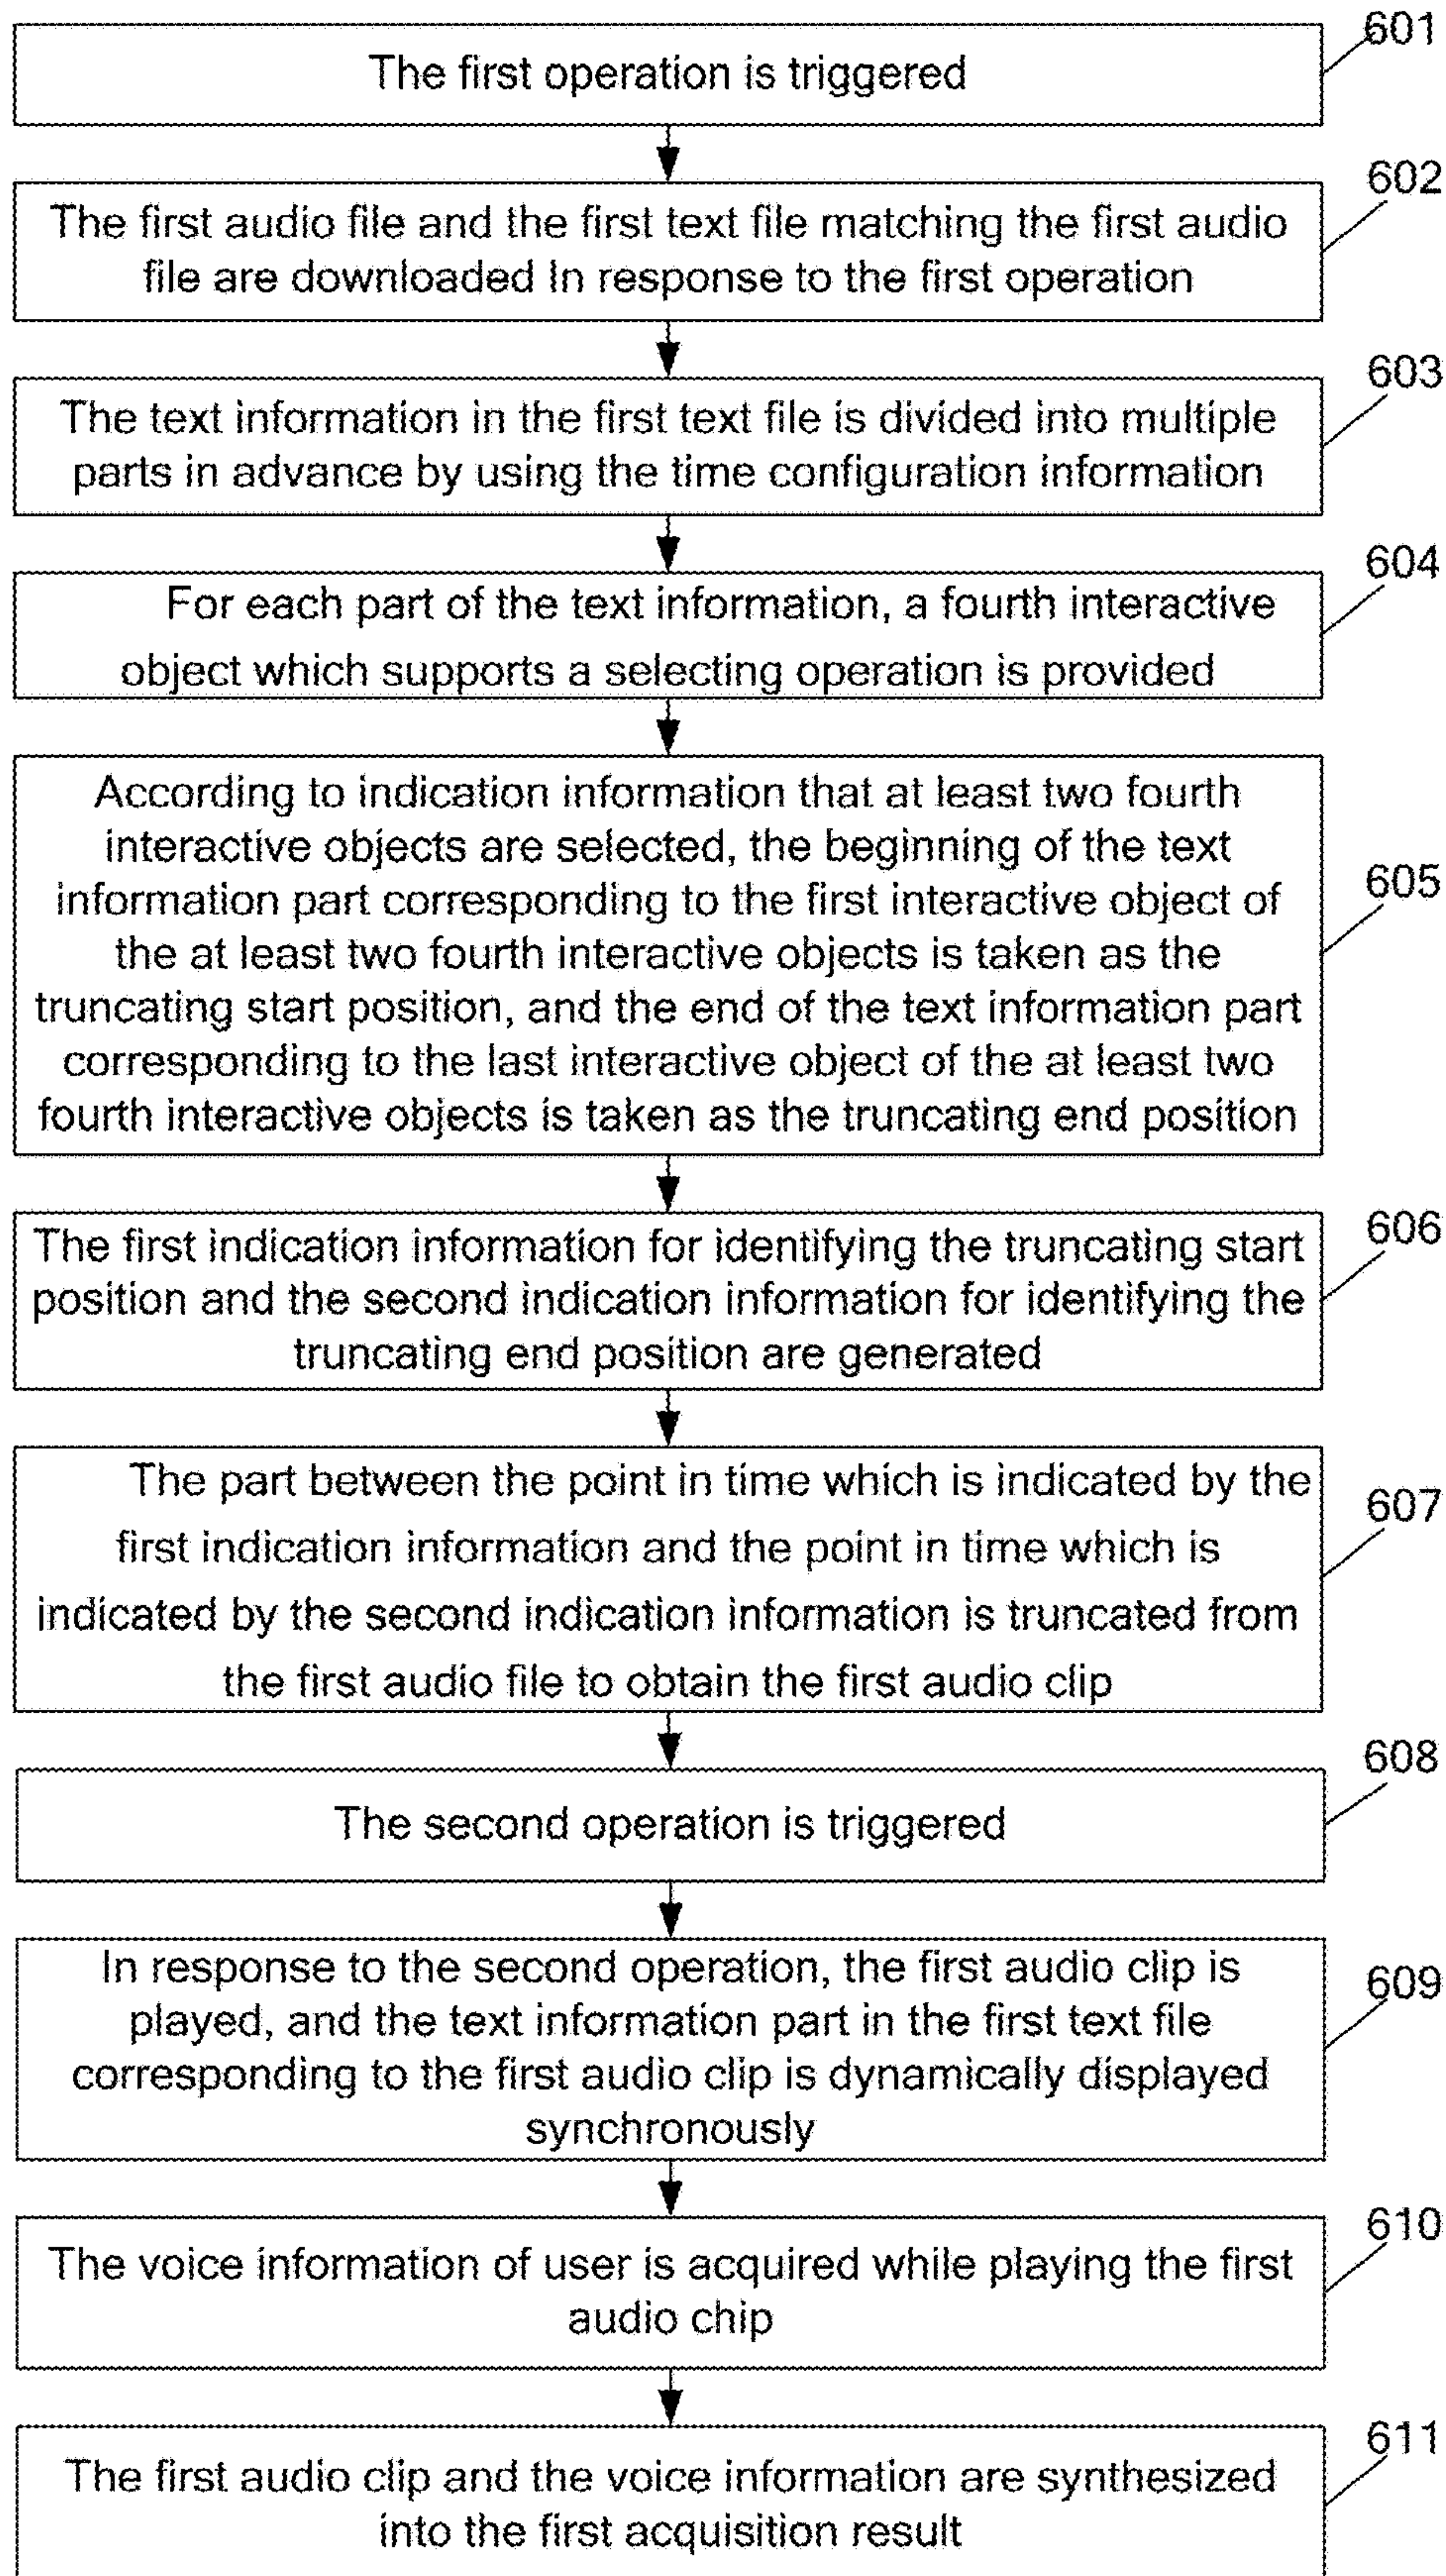 601
The first operation is triggered
602
The first audio file and the first text file matching the first audio
file are downloaded In response to the first operation
603
The text information in the first text file is divided into multiple
parts in advance by using the time configuration information
604
For each part of the text information, a fourth interactive
object which supports a selecting operation is provided
605
According to indication information that at least two fourth
interactive objects are selected, the beginning of the text
information part corresponding to the first interactive object of
the at least two fourth interactive objects is taken as the
truncating start position, and the end of the text information part
corresponding to the last interactive object of the at least two
fourth interactive objects is taken as the truncating end position
606
The first indication information for identifying the truncating start
position and the second indication information for identifying the
truncating end position are generated
607
The part between the point in time which is indicated by the
first indication information and the point in time which is
indicated by the second indication information is truncated from
the first audio file to obtain the first audio clip
608
The second operation is triggered
609
In response to the second operation, the first audio clip is
played, and the text information part in the first text file
corresponding to the first audio clip is dynamically displayed
synchronously
610
The voice information of user is acquired while playing the first
audio chip
611
The first audio clip and the voice information are synthesized
into the first acquisition result